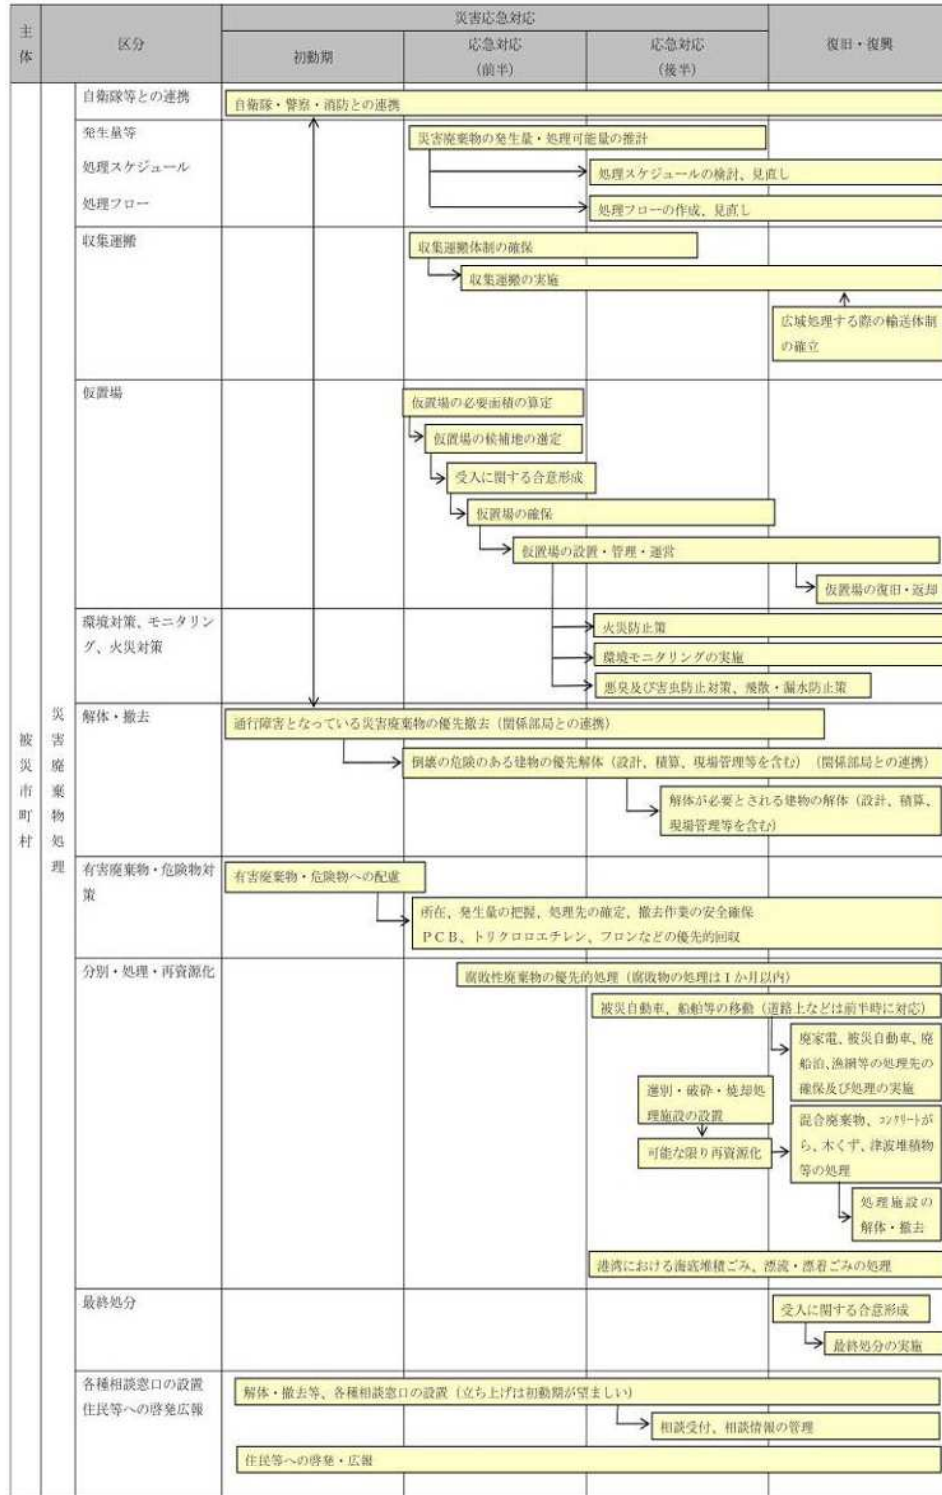 主体
区分
災害応急対応
初動期
応急対応
(前半)
応急対応
(後半)
復旧・復興
被災市町村
災害廃棄物処理
自衛隊等との連携
自衛隊・警察・消防との連携
発生量等
災害廃棄物の発生量・処理可能量の推計
処理スケジュール
処理スケジュールの検討、見直し
処理フロー
処理フローの作成、見直し
収集運搬
収集運搬体制の確保
収集運搬の実施
広域処理する際の輸送体制
の確立
仮置場
仮置場の必要面積の算定
仮置場の候補地の選定
受入に関する合意形成
仮置場の確保
仮置場の設置・管理・運営
仮置場の復旧・返却
環境対策、モニタリン
グ、火災対策
火災防止策
環境モニタリングの実施
悪臭及び害虫防止対策、飛散・漏水防止策
解体・撤去
通行障害となっている災害廃棄物の優先撤去（関係部局との連携）
倒壊の危険のある建物の優先解体（設計、積算、現場管理等を含む）（関係部局との連携）
解体が必要とされる建物の解体（設計、積算、
現場管理等を含む）
有害廃棄物・危険物対
策
有害廃棄物・危険物への配慮
所在、発生量の把握、処理先の確定、撤去作業の安全確保
ＰＣＢ、トリクロロエチレン、フロンなどの優先的回収
分別・処理・再資源化
腐敗性廃棄物の優先的処理（腐敗物の処理は１か月以内）
被災自動車、船舶等の移動（道路上などは前半時に対応）
廃家電、被災自動車、廃
船泊、漁網等の処理先の
確保及び処理の実施
選別・破砕・焼却処
理施設の設置
可能な限り再資源化
混合廃棄物、ｺﾝｸﾘｰﾄが
ら、木くず、津波堆積物
等の処理
処理施設の
解体・撤去
港湾における海底堆積ごみ、漂流・漂着ごみの処理
最終処分
受入に関する合意形成
最終処分の実施
各種相談窓口の設置
住民等への啓発広報
解体・撤去等、各種相談窓口の設置（立ち上げは初動期が望ましい）
相談受付、相談情報の管理
住民等への啓発・広報